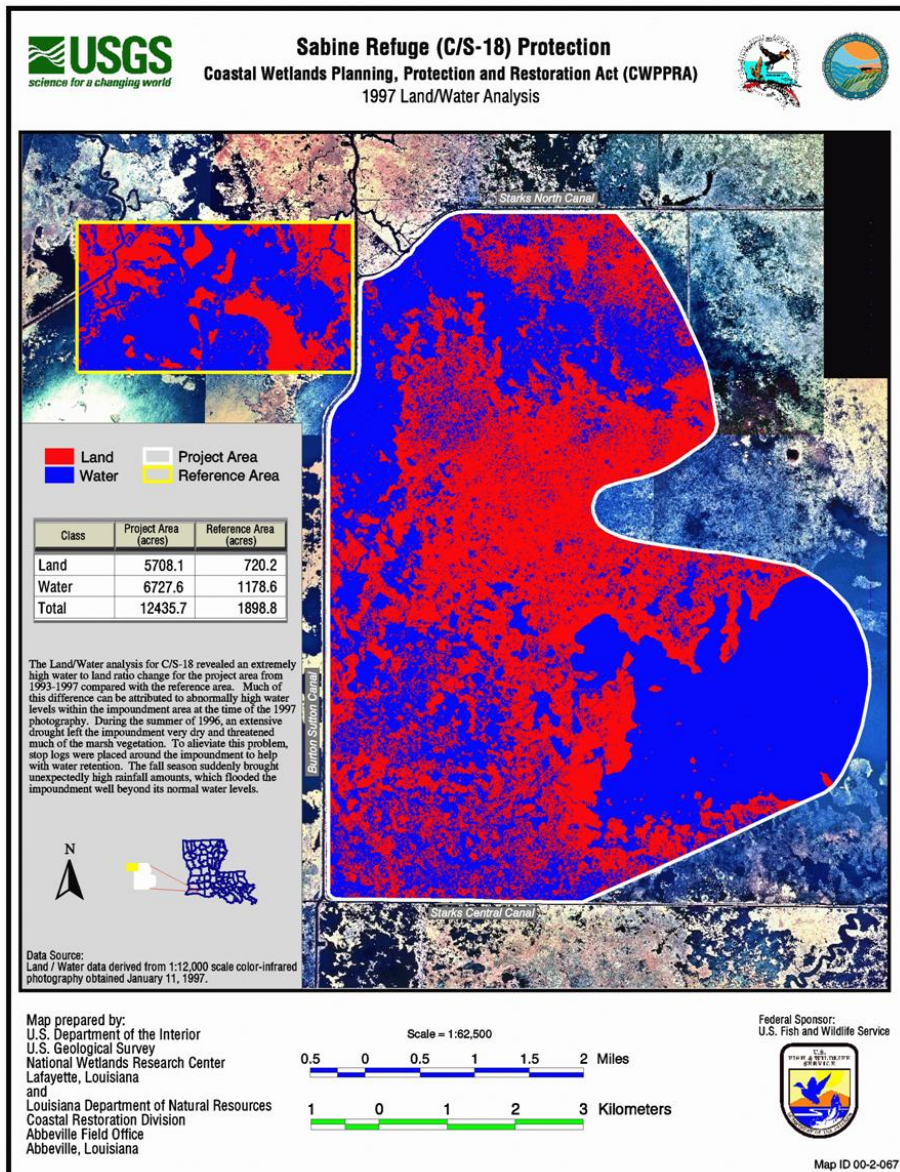 USGS
science for a changing world
Sabine Refuge (C/S-18) Protection
Coastal Wetlands Planning, Protection and Restoration Act (CWPPRA)
1997 Land/Water Analysis
Starks North Canal
Land
Water
Project Area
Reference Area
Class Project Area (acres) Reference Area (acres)
Land 5708.1 720.2
Water 6727.6 1178.6
Total 12435.7 1898.8
The Land/Water analysis for C/S-18 revealed an extremely
high water to land ratio change for the project area from
1993-1997 compared with the reference area. Much of
this difference can be attributed to abnormally high water
levels within the impoundment area at the time of the 1997
photography. During the summer of 1996, an extensive
drought left the impoundment very dry and threatened
much of the marsh vegetation. To alieviate this problem,
stop logs were placed around the impoundment to help
with water retention. The fall season suddenly brought
unexpectedly high rainfall amounts, which flooded the
impoundment well beyond its normal water levels.
Burton Sutton Canal
N
Starks Central Canal
Data Source:
Land / Water data derived from 1:12,000 scale color-infrared
photography obtained January 11, 1997.
Map prepared by:
U.S. Department of the Interior
U.S. Geological Survey
National Wetlands Research Center
Lafayette, Louisiana
and
Louisiana Department of Natural Resources
Coastal Restoration Division
Abbeville Field Office
Abbeville, Louisiana
Scale = 1:62,500
0.5 0 0.5 1 1.5 2 Miles
1 0 1 2 3 Kilometers
Federal Sponsor:
U.S. Fish and Wildlife Service
U.S.
FISH & WILDLIFE
SERVICE
Map ID 00-2-067